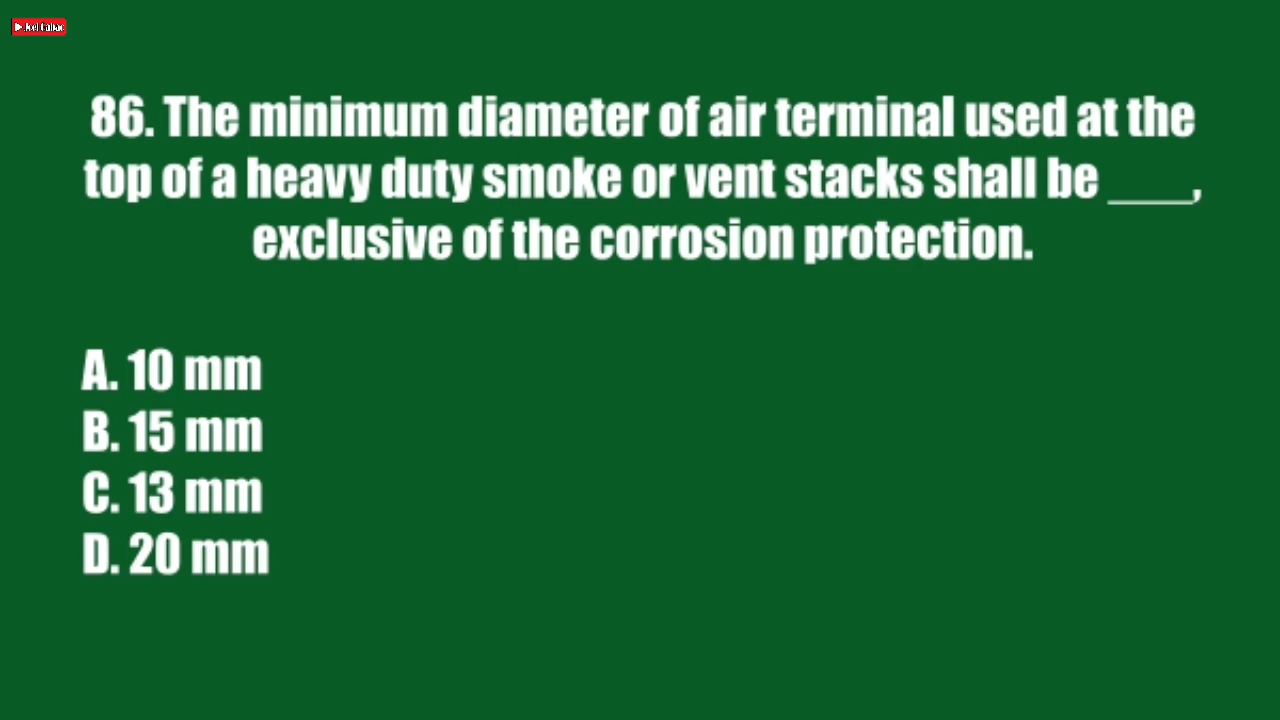 86. The minimum diameter of air terminal used at the
top of a heavy duty smoke or vent stacks shall be ____,
exclusive of the corrosion protection.
A. 10 mm
B. 15 mm
C. 13 mm
D. 20 mm